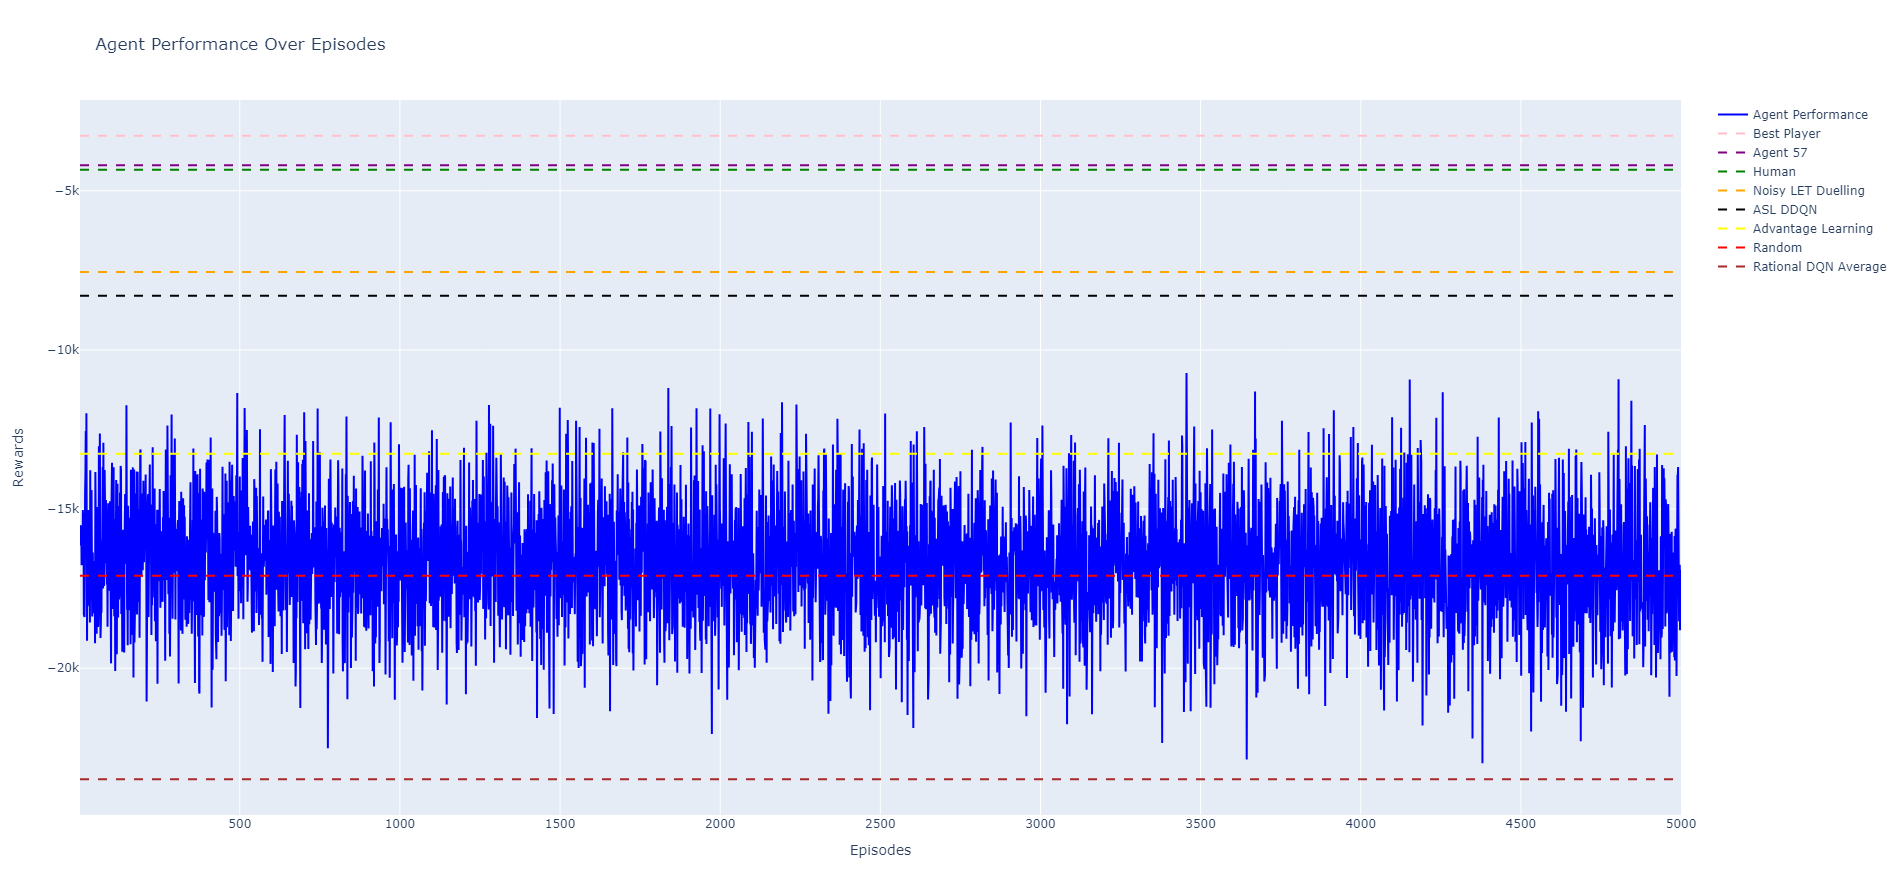 Agent Performance Over Episodes
Agent Performance
Best Player
Agent 57
Human
Noisy LET Duelling
ASL DDQN
Advantage Learning
Random
Rational DQN Average
−5k
−10k
−15k
−20k
Rewards
500
1000
1500
2000
2500
3000
3500
4000
4500
5000
Episodes